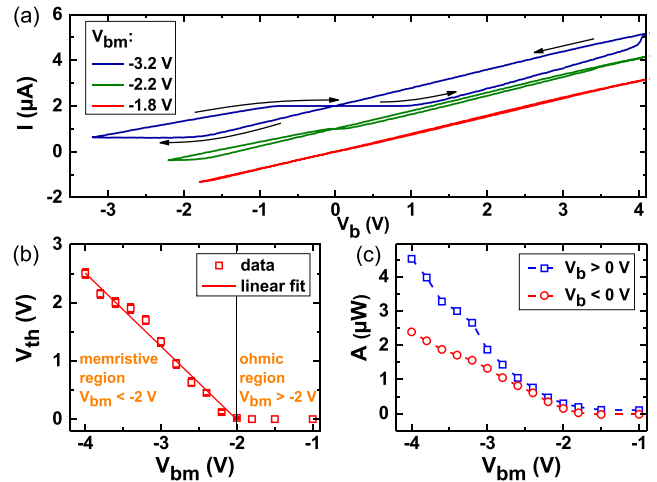 (a)
6
4
2
0
-2
I (μA)
V_bm:
-3.2 V
-2.2 V
-1.8 V
-3 -2 -1 0 1 2 3 4
V_b (V)
(b)
3
2
1
0
V_th (V)
data
linear fit
memristive
region
V_bm < -2 V
ohmic
region
V_bm > -2 V
-4 -3 -2 -1
V_bm (V)
(c)
4
3
2
1
0
A (μW)
V_b > 0 V
V_b < 0 V
-4 -3 -2 -1
V_bm (V)